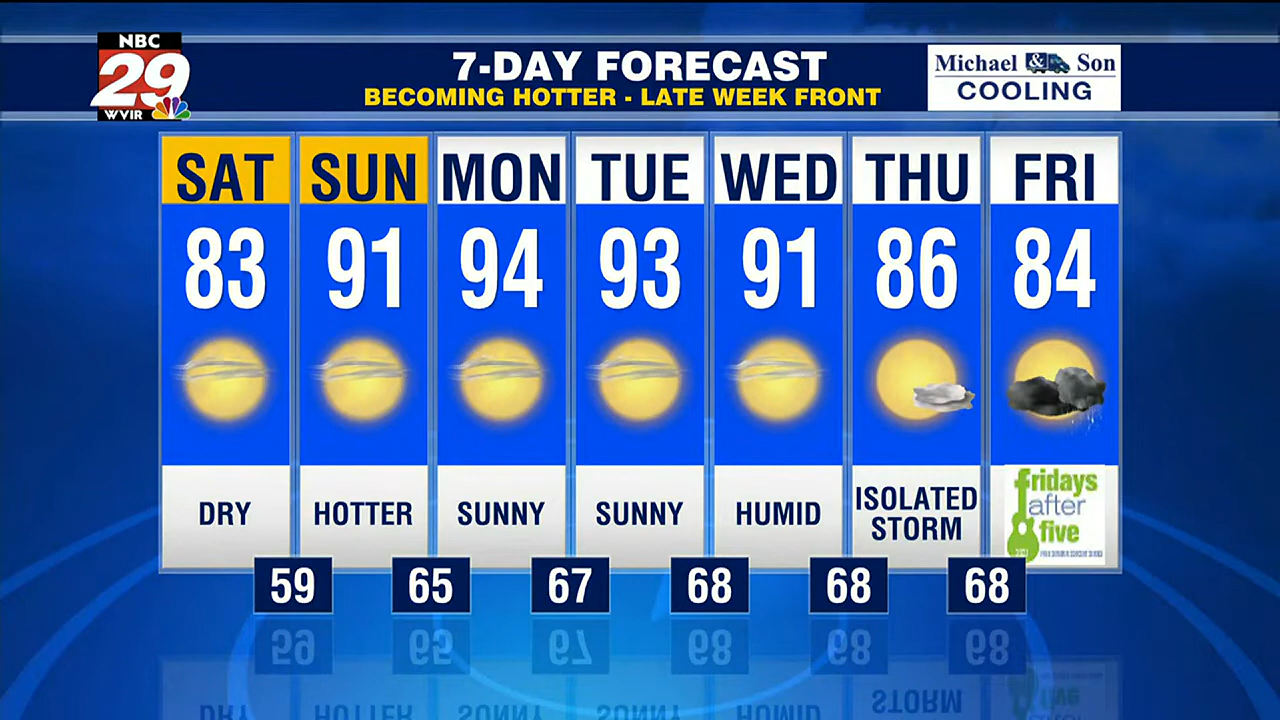 NBC
29
WVIR
7-DAY FORECAST
BECOMING HOTTER - LATE WEEK FRONT
Michael & Son
COOLING
SAT SUN MON TUE WED THU FRI
83 91 94 93 91 86 84
DRY HOTTER SUNNY SUNNY HUMID ISOLATED STORM
fridays
after
five
59 65 67 68 68 68